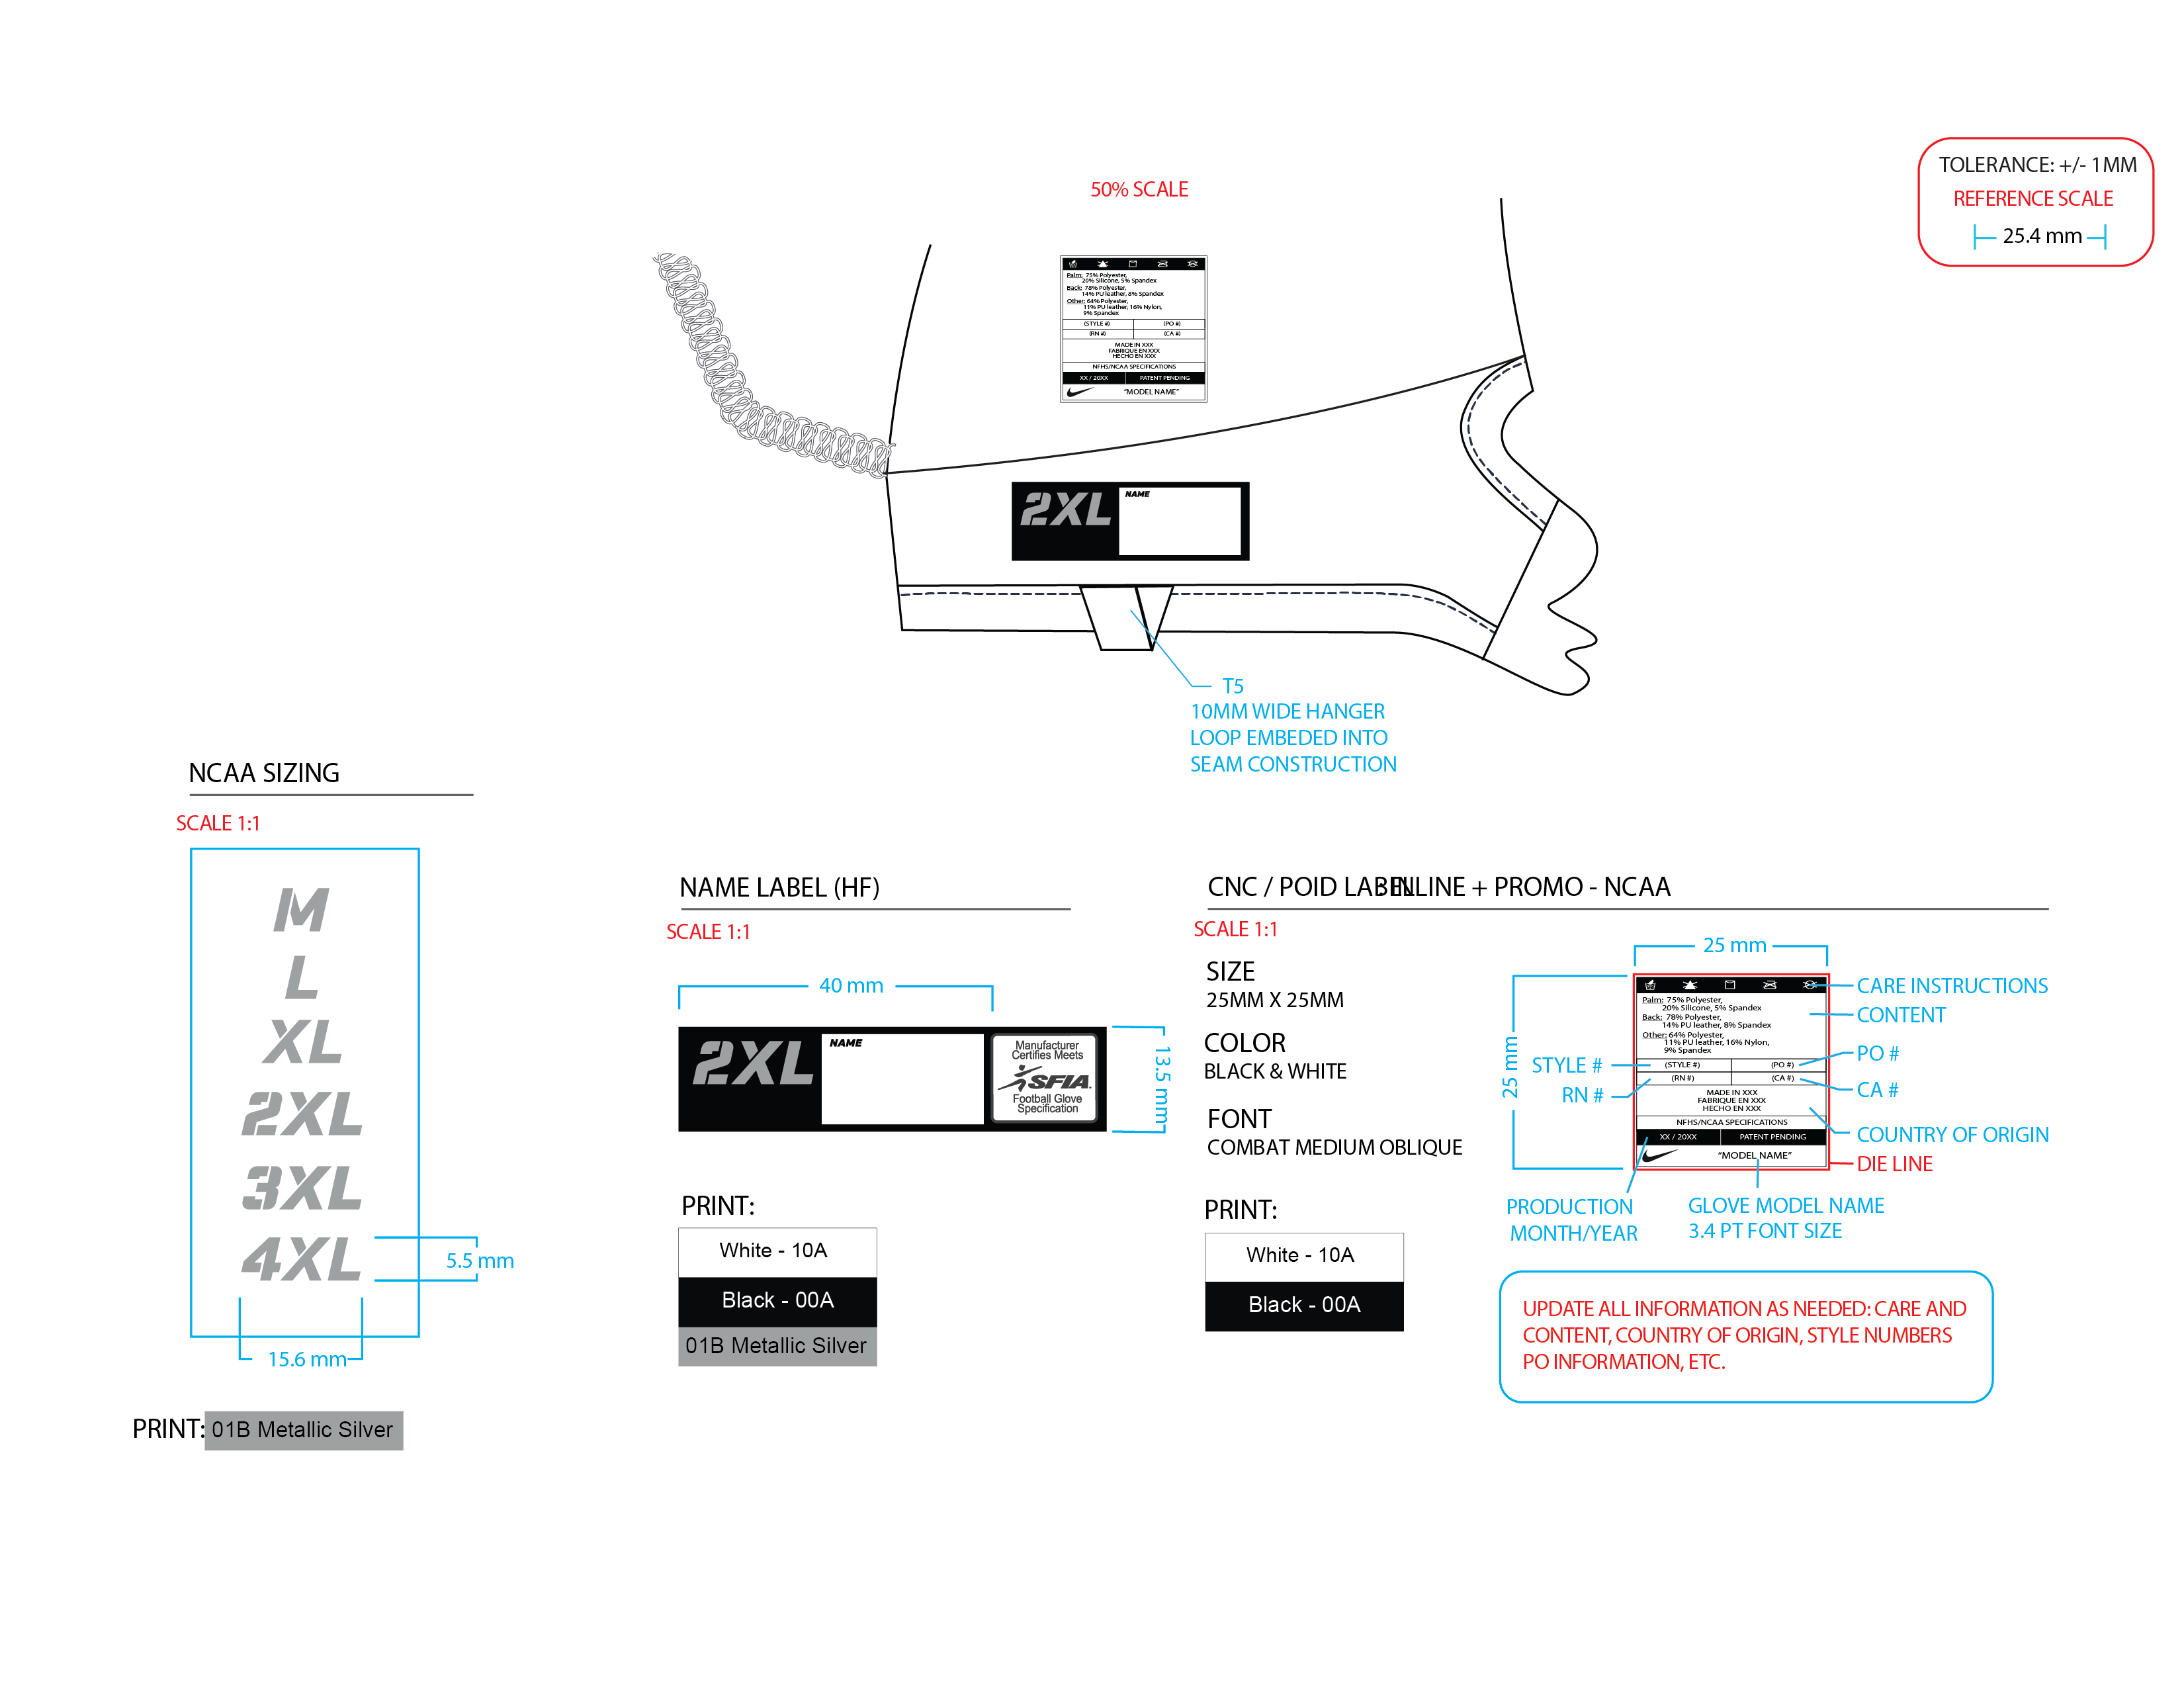 TOLERANCE: +/- 1MM
REFERENCE SCALE
25.4 mm
50% SCALE
Palm: 75% Polyester,
20% Silicone, 5% Spandex
Back: 78% Polyester,
14% PU leather, 8% Spandex
Other: 64% Polyester,
11% PU leather, 16% Nylon,
9% Spandex
(STYLE #) (PO #)
(RN #) (CA #)
MADE IN XXX
FABRIQUE EN XXX
HECHO EN XXX
NFHS/NCAA SPECIFICATIONS
XX / 20XX PATENT PENDING
"MODEL NAME"
2XL NAME
T5
10MM WIDE HANGER
LOOP EMBEDED INTO
SEAM CONSTRUCTION
NCAA SIZING
SCALE 1:1
M
L
XL
2XL
3XL
4XL
5.5 mm
15.6 mm
PRINT: 01B Metallic Silver
NAME LABEL (HF)
SCALE 1:1
40 mm
2XL NAME
Manufacturer
Certifies Meets
SFIA
Football Glove
Specification
13.5 mm
PRINT:
White - 10A
Black - 00A
01B Metallic Silver
CNC / POID LABEL INLINE + PROMO - NCAA
SCALE 1:1
SIZE
25MM X 25MM
COLOR
BLACK & WHITE
FONT
COMBAT MEDIUM OBLIQUE
PRINT:
White - 10A
Black - 00A
25 mm
25 mm
Palm: 75% Polyester,
20% Silicone, 5% Spandex
Back: 78% Polyester,
14% PU leather, 8% Spandex
Other: 64% Polyester,
11% PU leather, 16% Nylon,
9% Spandex
(STYLE #) (PO #)
(RN #) (CA #)
MADE IN XXX
FABRIQUE EN XXX
HECHO EN XXX
NFHS/NCAA SPECIFICATIONS
XX / 20XX PATENT PENDING
"MODEL NAME"
CARE INSTRUCTIONS
CONTENT
PO #
CA #
COUNTRY OF ORIGIN
DIE LINE
STYLE #
RN #
PRODUCTION
MONTH/YEAR
GLOVE MODEL NAME
3.4 PT FONT SIZE
UPDATE ALL INFORMATION AS NEEDED: CARE AND
CONTENT, COUNTRY OF ORIGIN, STYLE NUMBERS
PO INFORMATION, ETC.